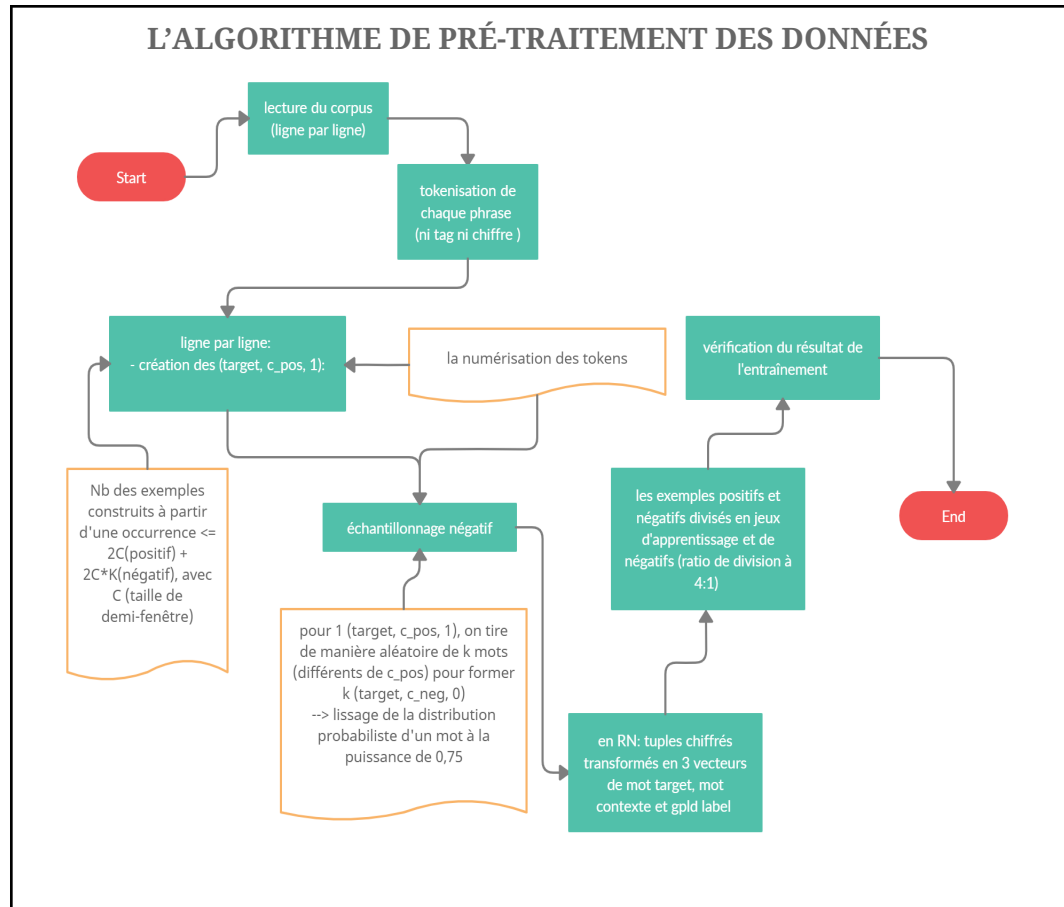 L'ALGORITHME DE PRÉ-TRAITEMENT DES DONNÉES
Start
lecture du corpus
(ligne par ligne)
tokenisation de
chaque phrase
(ni tag ni chiffre )
ligne par ligne:
- création des (target, c_pos, 1):
la numérisation des tokens
Nb des exemples
construits à partir
d'une occurrence <=
2C(positif) +
2C*K(négatif), avec
C (taille de
demi-fenêtre)
échantillonnage négatif
pour 1 (target, c_pos, 1), on tire
de manière aléatoire de k mots
(différents de c_pos) pour former
k (target, c_neg, 0)
--> lissage de la distribution
probabiliste d'un mot à la
puissance de 0,75
en RN: tuples chiffrés
transformés en 3 vecteurs
de mot target, mot
contexte et gpld label
les exemples positifs et
négatifs divisés en jeux
d'apprentissage et de
négatifs (ratio de division à
4:1)
vérification du résultat de
l'entraînement
End